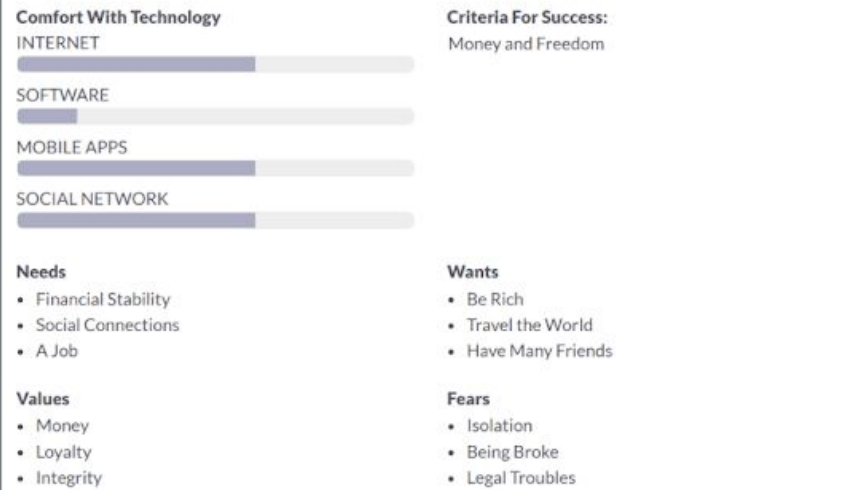 Comfort With Technology
INTERNET
SOFTWARE
MOBILE APPS
SOCIAL NETWORK
Criteria For Success:
Money and Freedom
Needs
• Financial Stability
• Social Connections
• A Job
Wants
• Be Rich
• Travel the World
• Have Many Friends
Values
• Money
• Loyalty
• Integrity
Fears
• Isolation
• Being Broke
• Legal Troubles